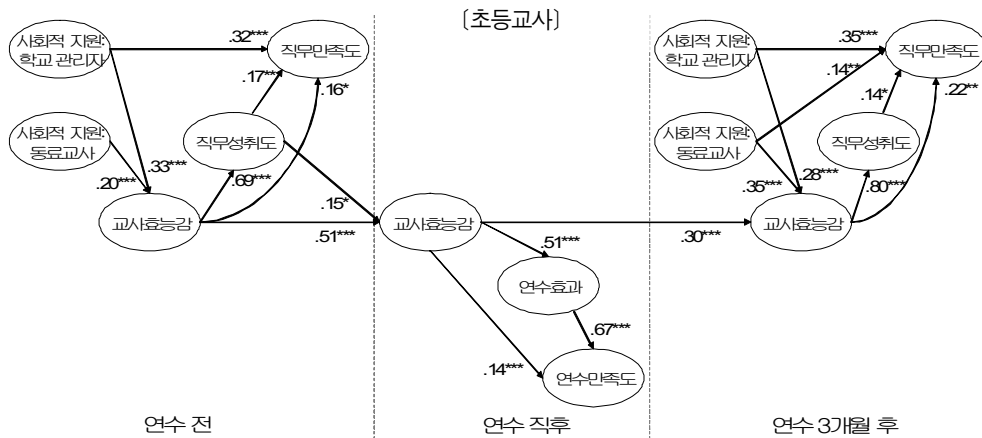 [초등교사]
사회적 지원:
학교 관리자
.32***
직무만족도
.17***
.16*
사회적 지원:
동료교사
직무성취도
.33***
.20***
.69***
교사효능감
.15*
.51***
연수 전
교사효능감
.51***
연수효과
.67***
.14***
연수만족도
연수 직후
.30***
사회적 지원:
학교 관리자
.35***
직무만족도
.14**
.14*
.22**
사회적 지원:
동료교사
직무성취도
.28***
.35***
.80***
교사효능감
연수 3개월 후